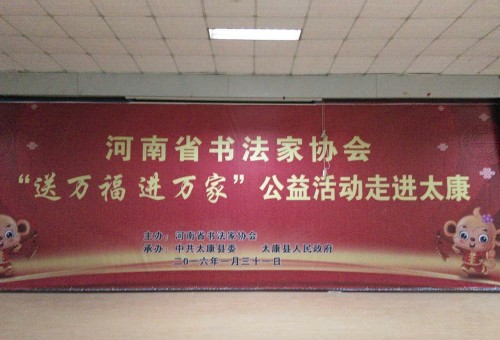 河南省书法家协会
“送万福 进万家”公益活动走进太康
主办：河南省书法家协会
承办：中共太康县委 太康县人民政府
二0一六年一月三十一日